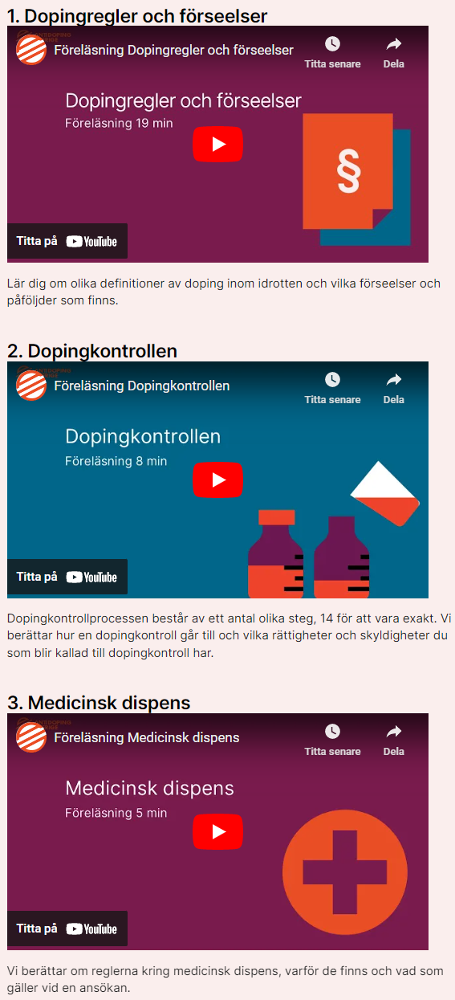 1. Dopingregler och förseelser
Föreläsning Dopingregler och förseelser
Titta senare
Dela
Dopingregler och förseelser
Föreläsning 19 min
§
Titta på YouTube
Lär dig om olika definitioner av doping inom idrotten och vilka förseelser och
påföljder som finns.
2. Dopingkontrollen
Föreläsning Dopingkontrollen
Titta senare
Dela
Dopingkontrollen
Föreläsning 8 min
Titta på YouTube
Dopingkontrollprocessen består av ett antal olika steg, 14 för att vara exakt. Vi
berättar hur en dopingkontroll går till och vilka rättigheter och skyldigheter du
som blir kallad till dopingkontroll har.
3. Medicinsk dispens
Föreläsning Medicinsk dispens
Titta senare
Dela
Medicinsk dispens
Föreläsning 5 min
Titta på YouTube
Vi berättar om reglerna kring medicinsk dispens, varför de finns och vad som
gäller vid en ansökan.